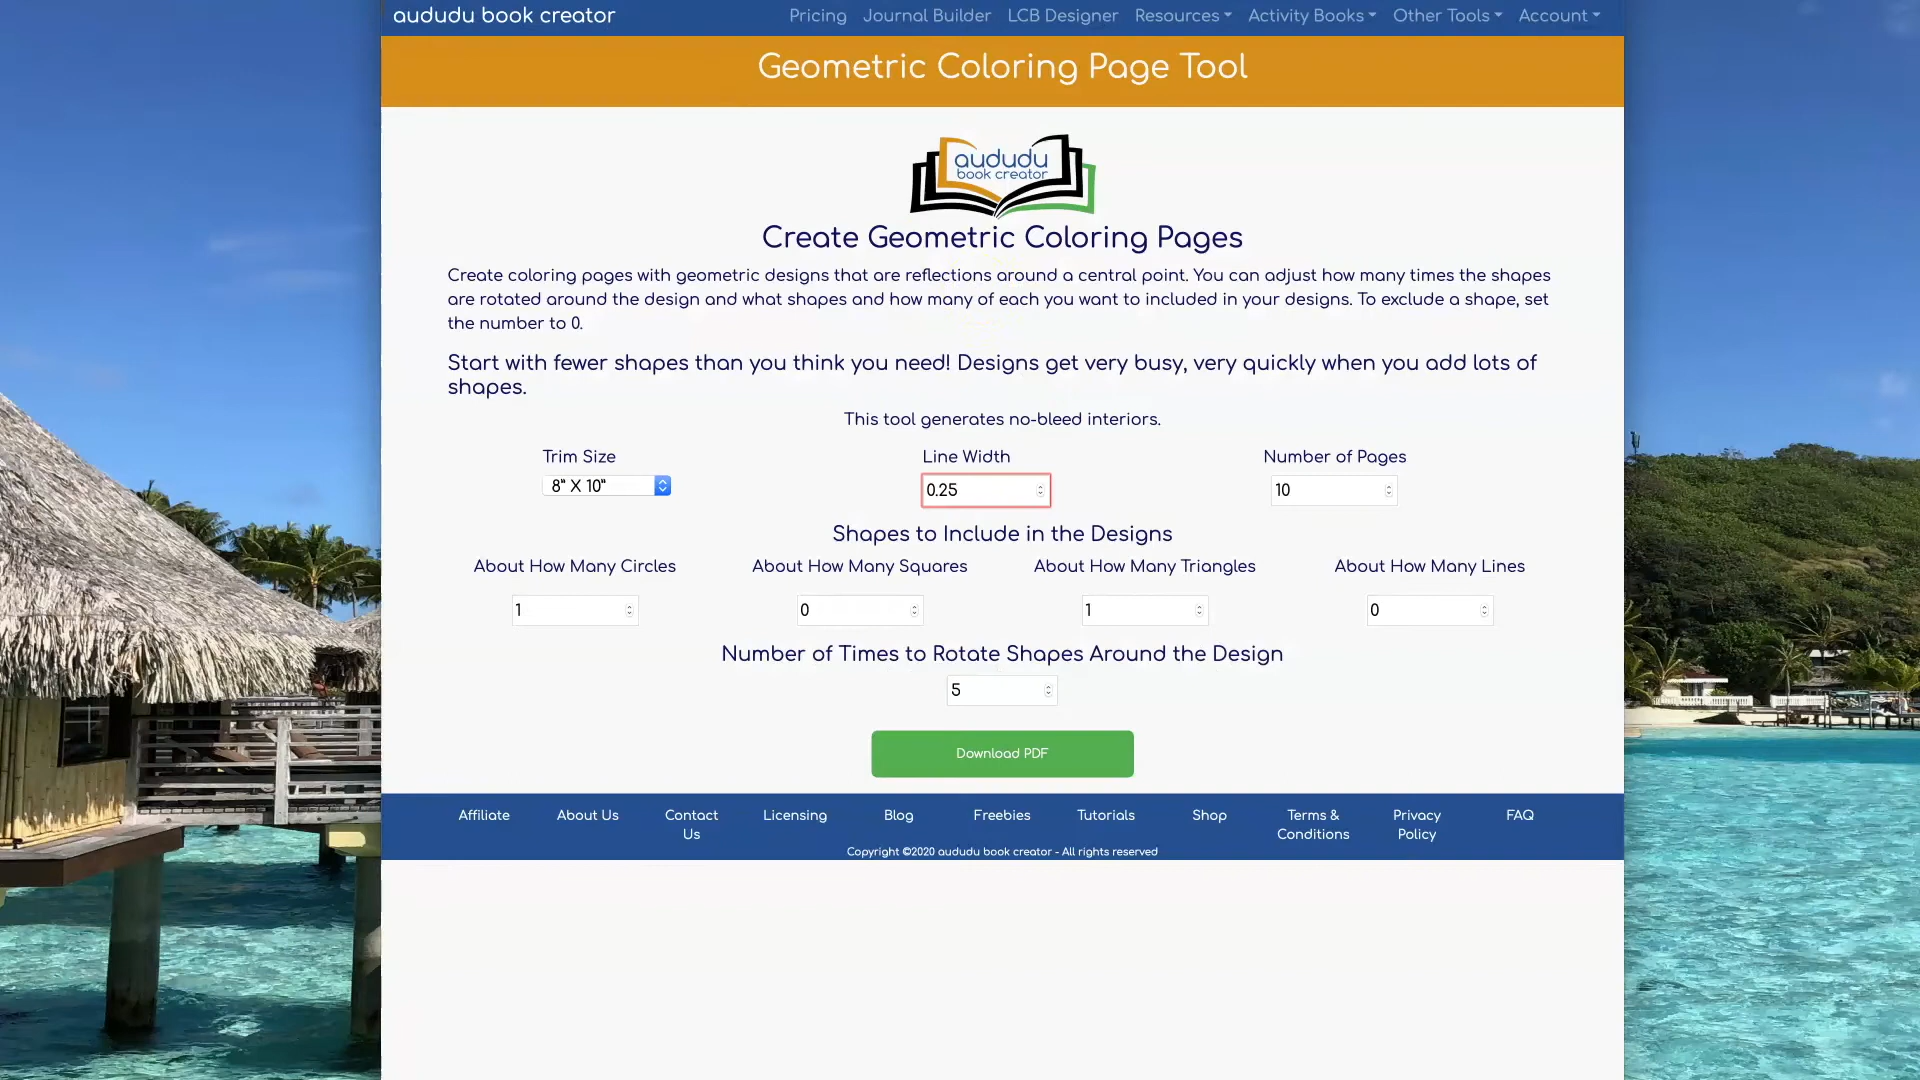 aududu book creator
Pricing Journal Builder LCB Designer Resources Activity Books Other Tools Account
Geometric Coloring Page Tool
aududu
book creator
Create Geometric Coloring Pages
Create coloring pages with geometric designs that are reflections around a central point. You can adjust how many times the shapes
are rotated around the design and what shapes and how many of each you want to included in your designs. To exclude a shape, set
the number to 0.
Start with fewer shapes than you think you need! Designs get very busy, very quickly when you add lots of
shapes.
This tool generates no-bleed interiors.
Trim Size Line Width Number of Pages
8" X 10" 0.25 10
Shapes to Include in the Designs
About How Many Circles About How Many Squares About How Many Triangles About How Many Lines
1 0 1 0
Number of Times to Rotate Shapes Around the Design
5
Download PDF
Affiliate About Us Contact Us Licensing Blog Freebies Tutorials Shop Terms & Conditions Privacy Policy FAQ
Copyright ©2020 aududu book creator - All rights reserved